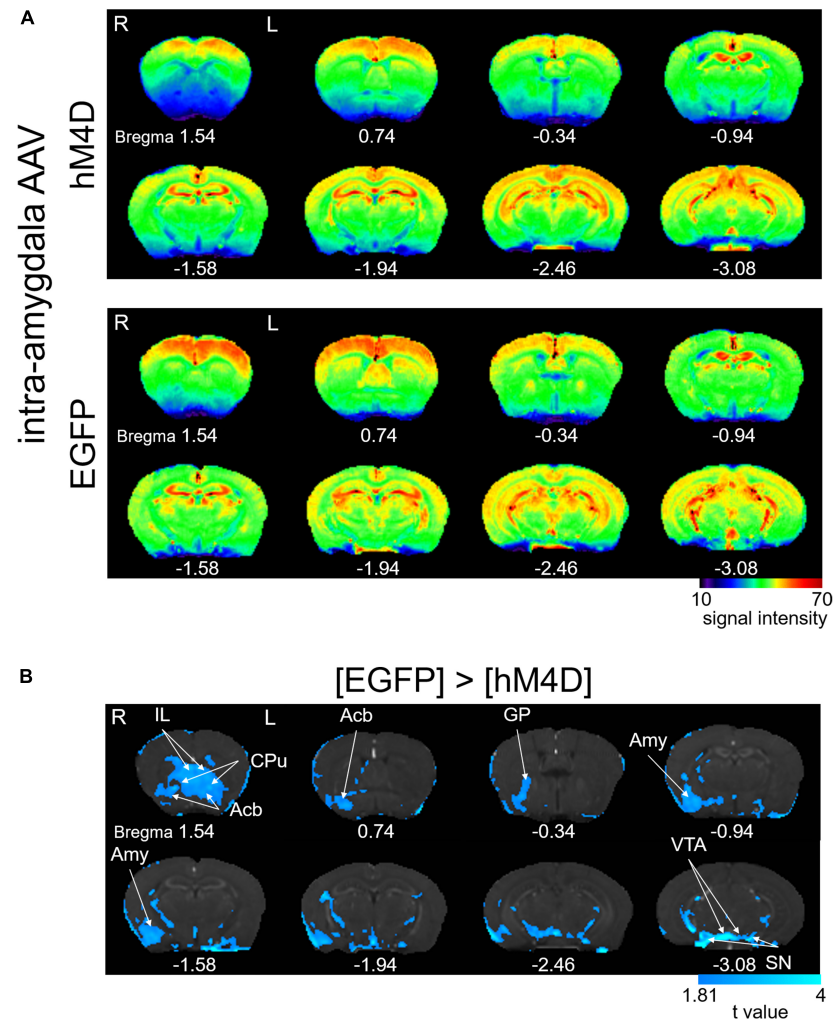 A
intra-amygdala AAV
hM4D
R L
Bregma 1.54 0.74 -0.34 -0.94
-1.58 -1.94 -2.46 -3.08
EGFP
R L
Bregma 1.54 0.74 -0.34 -0.94
-1.58 -1.94 -2.46 -3.08
10 70
signal intensity
B
[EGFP] > [hM4D]
R IL L Acb GP
Amy
CPu
Acb
Bregma 1.54 0.74 -0.34 -0.94
Amy VTA
-1.58 -1.94 -2.46 -3.08 SN
1.81 4
t value